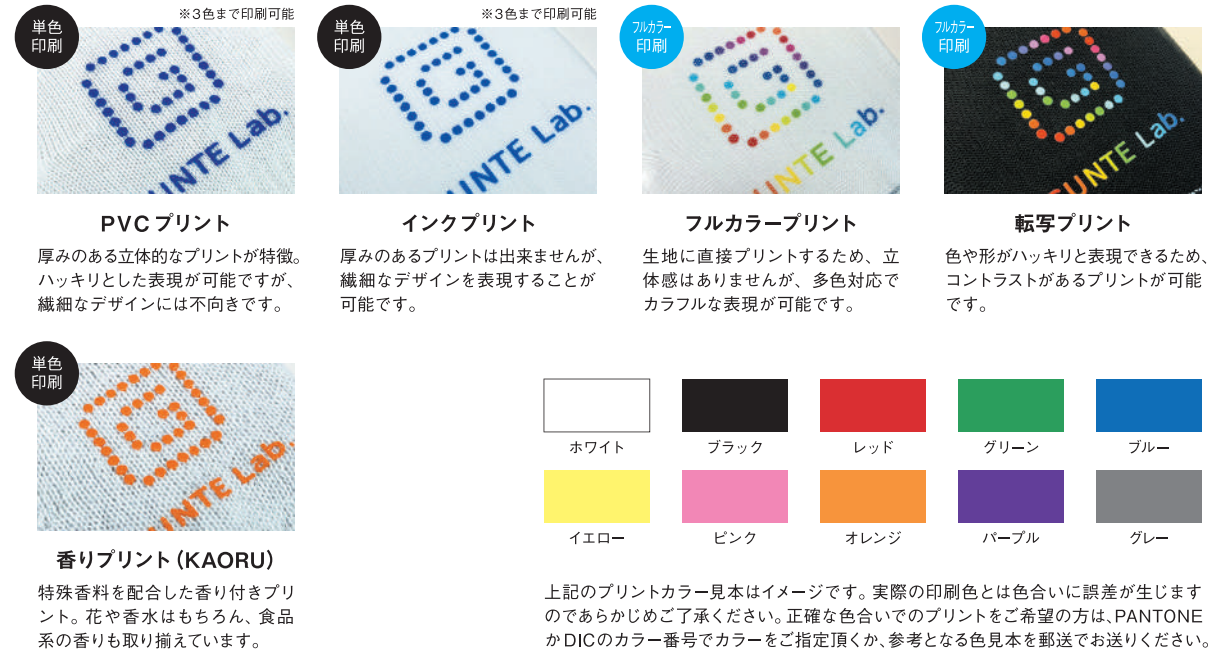 単色
印刷
※3色まで印刷可能
UNTE Lab.
PVCプリント
厚みのある立体的なプリントが特徴。
ハッキリとした表現が可能ですが、
繊細なデザインには不向きです。
単色
印刷
※3色まで印刷可能
UNTE Lab.
インクプリント
厚みのあるプリントは出来ませんが、
繊細なデザインを表現することが
可能です。
フルカラー
印刷
UNTE Lab.
フルカラープリント
生地に直接プリントするため、立
体感はありませんが、多色対応で
カラフルな表現が可能です。
フルカラー
印刷
SUNTE Lab.
転写プリント
色や形がハッキリと表現できるため、
コントラストがあるプリントが可能
です。
単色
印刷
UNTE Lab.
香りプリント(KAORU)
特殊香料を配合した香り付きプリ
ント。花や香水はもちろん、食品
系の香りも取り揃えています。
ホワイト
ブラック
レッド
グリーン
ブルー
イエロー
ピンク
オレンジ
パープル
グレー
上記のプリントカラー見本はイメージです。実際の印刷色とは色合いに誤差が生じます
のであらかじめご了承ください。正確な色合いでのプリントをご希望の方は、PANTONE
かDICのカラー番号でカラーをご指定頂くか、参考となる色見本を郵送でお送りください。